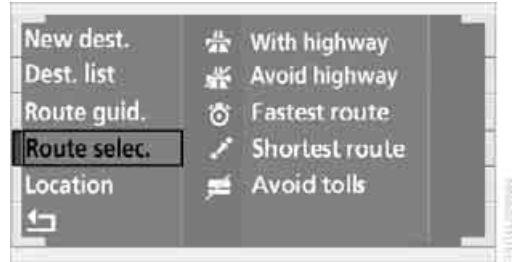 New dest.
Dest. list
Route guid.
Route selec.
Location
With highway
Avoid highway
Fastest route
Shortest route
Avoid tolls